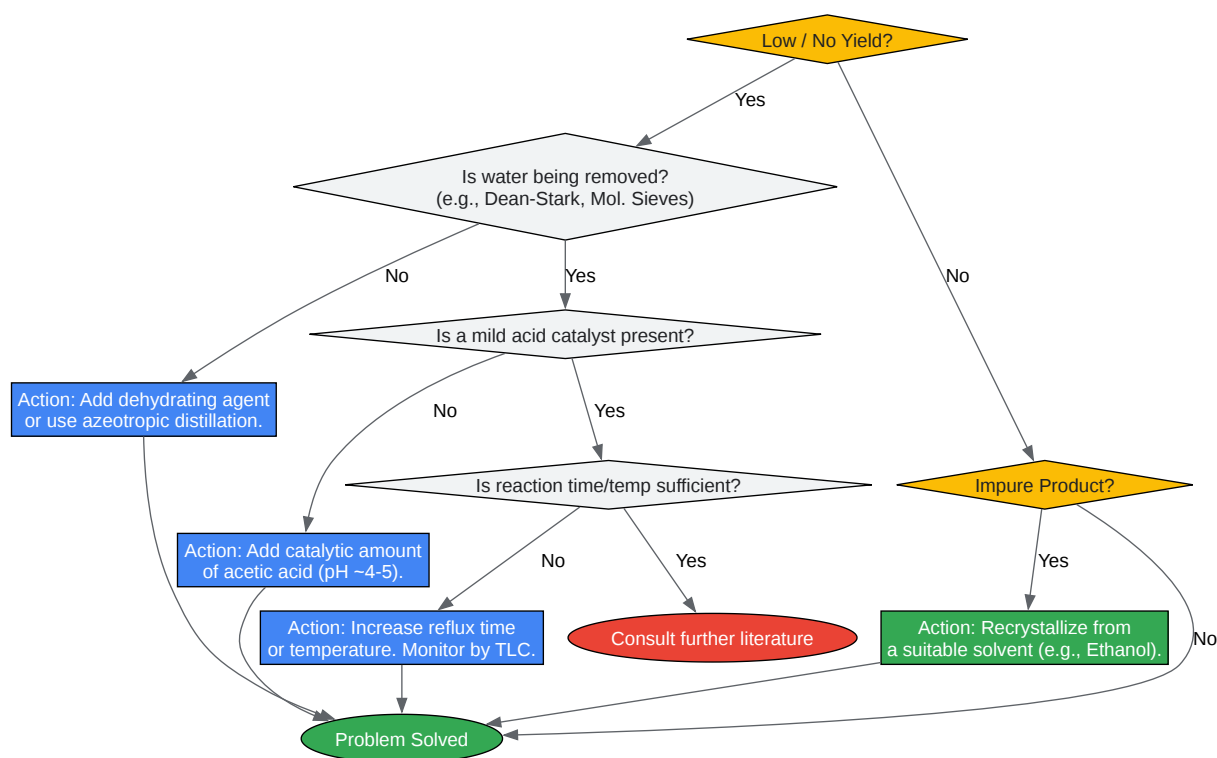 Low / No Yield?
Yes
Is water being removed?
(e.g., Dean-Stark, Mol. Sieves)
No
Yes
No
Is a mild acid catalyst present?
Action: Add dehydrating agent
or use azeotropic distillation.
No
Yes
Is reaction time/temp sufficient?
Impure Product?
Action: Add catalytic amount
of acetic acid (pH ~4-5).
No
Yes
Yes
Action: Increase reflux time
or temperature. Monitor by TLC.
Consult further literature
Action: Recrystallize from
a suitable solvent (e.g., Ethanol).
No
Problem Solved